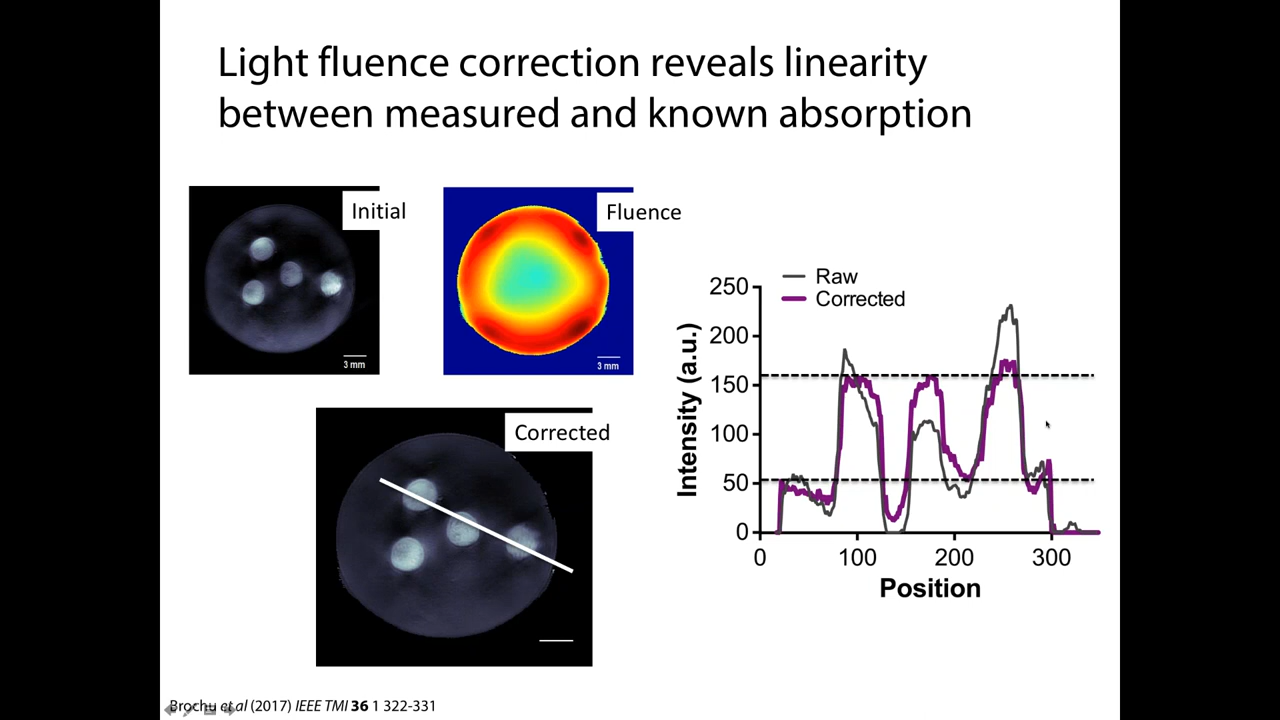 Light fluence correction reveals linearity
between measured and known absorption
Initial
3 mm
Fluence
3 mm
Corrected
Raw
Corrected
250
200
150
100
50
0
Intensity (a.u.)
0 100 200 300
Position
Brochu et al (2017) IEEE TMI 36 1 322-331